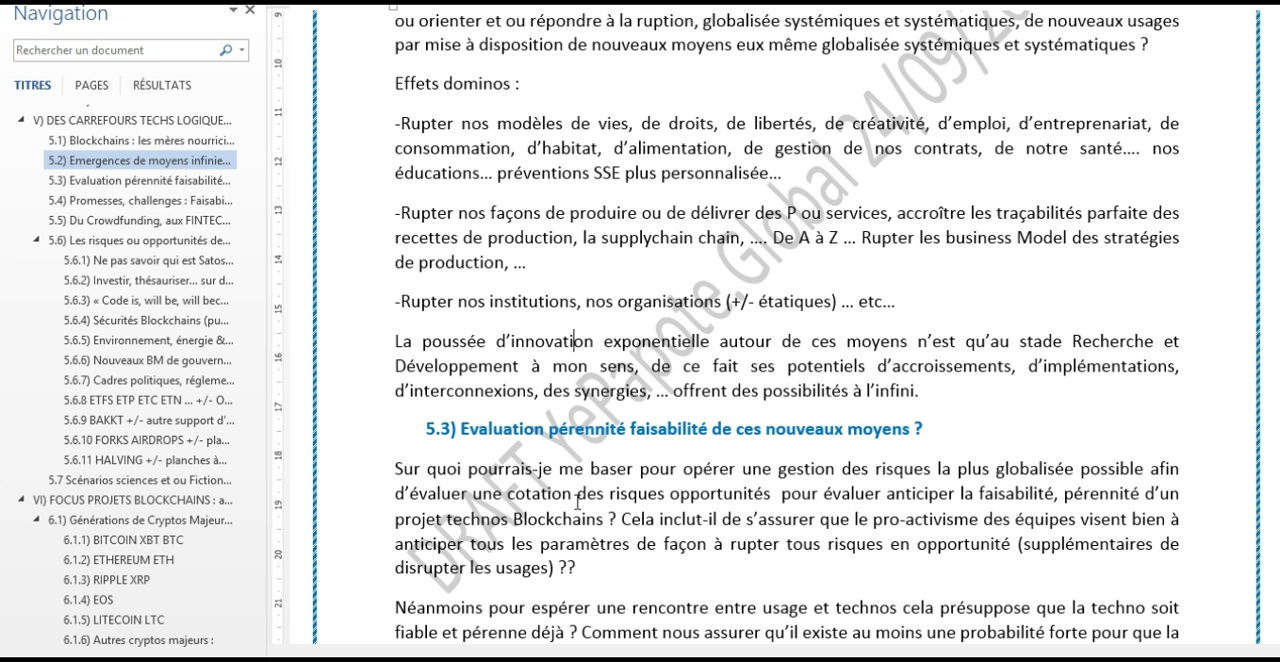 Navigation
Rechercher un document
TITRES PAGES RÉSULTATS
V) DES CARREFOURS TECHS LOGIQUE...
5.1) Blockchains : les mères nourrici...
5.2) Emergences de moyens infinie...
5.3) Evaluation pérennité faisabilité...
5.4) Promesses, challenges : Faisabi...
5.5) Du Crowdfunding, aux FINTEC...
5.6) Les risques ou opportunités de...
5.6.1) Ne pas savoir qui est Satos...
5.6.2) Investir, thésauriser... sur d...
5.6.3) « Code is, will be, will bec...
5.6.4) Sécurités Blockchains (pu...
5.6.5) Environnement, énergie &...
5.6.6) Nouveaux BM de gouvern...
5.6.7) Cadres politiques, régleme...
5.6.8 ETFS ETP ETC ETN ... +/- O...
5.6.9 BAKKT +/- autre support d'...
5.6.10 FORKS AIRDROPS +/- pla...
5.6.11 HALVING +/- planches à...
5.7 Scénarios sciences et ou Fiction...
VI) FOCUS PROJETS BLOCKCHAINS : a...
6.1) Générations de Cryptos Majeur...
6.1.1) BITCOIN XBT BTC
6.1.2) ETHEREUM ETH
6.1.3) RIPPLE XRP
6.1.4) EOS
6.1.5) LITECOIN LTC
6.1.6) Autres cryptos majeurs :
9
10
11
12
13
14
15
16
17
18
19
20
21
ou orienter et ou répondre à la ruption, globalisée systémiques et systématiques, de nouveaux usages
par mise à disposition de nouveaux moyens eux même globalisée systémiques et systématiques ?
Effets dominos :
-Rupter nos modèles de vies, de droits, de libertés, de créativité, d'emploi, d'entreprenariat, de
consommation, d'habitat, d'alimentation, de gestion de nos contrats, de notre santé.... nos
éducations... préventions SSE plus personnalisée...
-Rupter nos façons de produire ou de délivrer des P ou services, accroître les traçabilités parfaite des
recettes de production, la supplychain chain, .... De A à Z ... Rupter les business Model des stratégies
de production, ...
-Rupter nos institutions, nos organisations (+/- étatiques) ... etc...
La poussée d'innovation exponentielle autour de ces moyens n'est qu'au stade Recherche et
Développement à mon sens, de ce fait ses potentiels d'accroissements, d'implémentations,
d'interconnexions, des synergies, ... offrent des possibilités à l'infini.
5.3) Evaluation pérennité faisabilité de ces nouveaux moyens ?
Sur quoi pourrais-je me baser pour opérer une gestion des risques la plus globalisée possible afin
d'évaluer une cotation des risques opportunités pour évaluer anticiper la faisabilité, pérennité d'un
projet technos Blockchains ? Cela inclut-il de s'assurer que le pro-activisme des équipes visent bien à
anticiper tous les paramètres de façon à rupter tous risques en opportunité (supplémentaires de
disrupter les usages) ??
Néanmoins pour espérer une rencontre entre usage et technos cela présuppose que la techno soit
fiable et pérenne déjà ? Comment nous assurer qu'il existe au moins une probabilité forte pour que la
DRAFT YePapote.Global 24/09/20